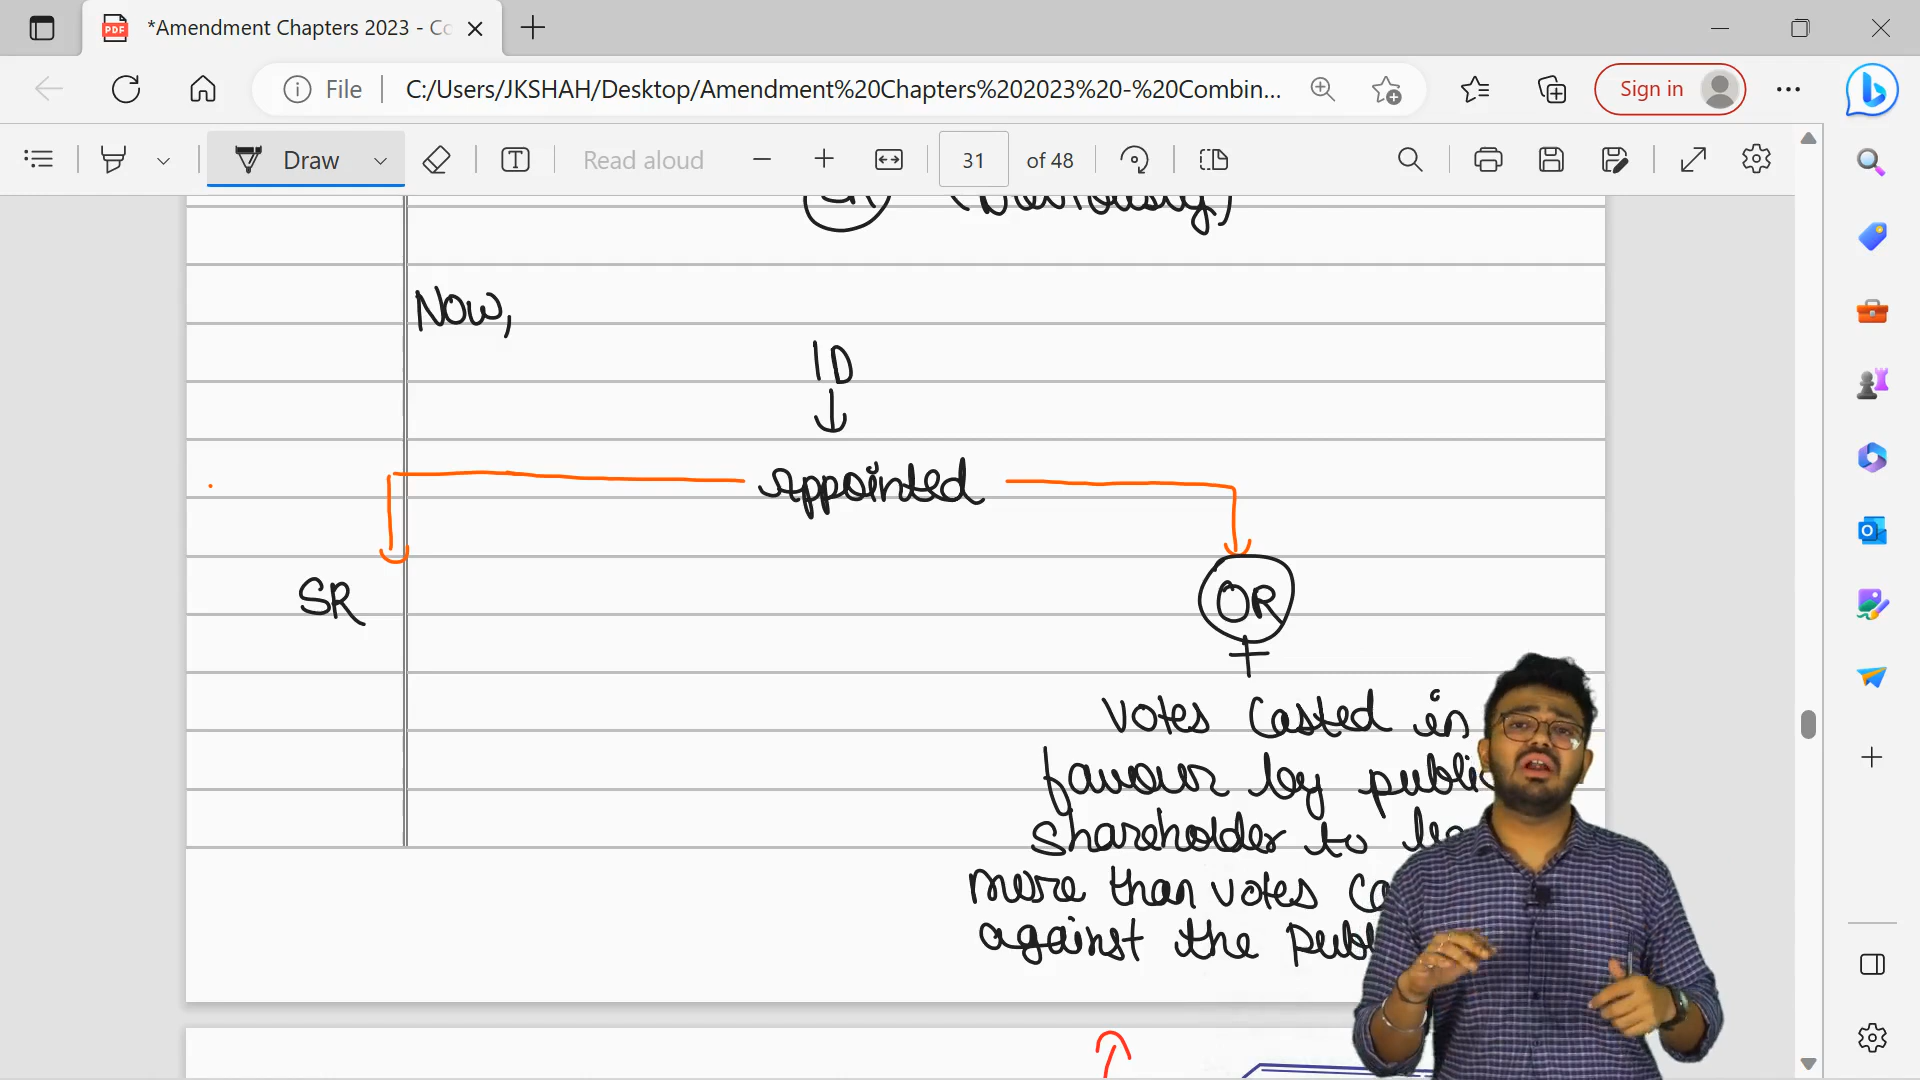 *Amendment Chapters 2023 - Co
File
C:/Users/JKSHAH/Desktop/Amendment%20Chapters%202023%20-%20Combin...
Sign in
Draw
Read aloud
31
of 48
Now,
ID
appointed
SR
OR
votes casted in
favour by public
shareholder to
more than votes
against the